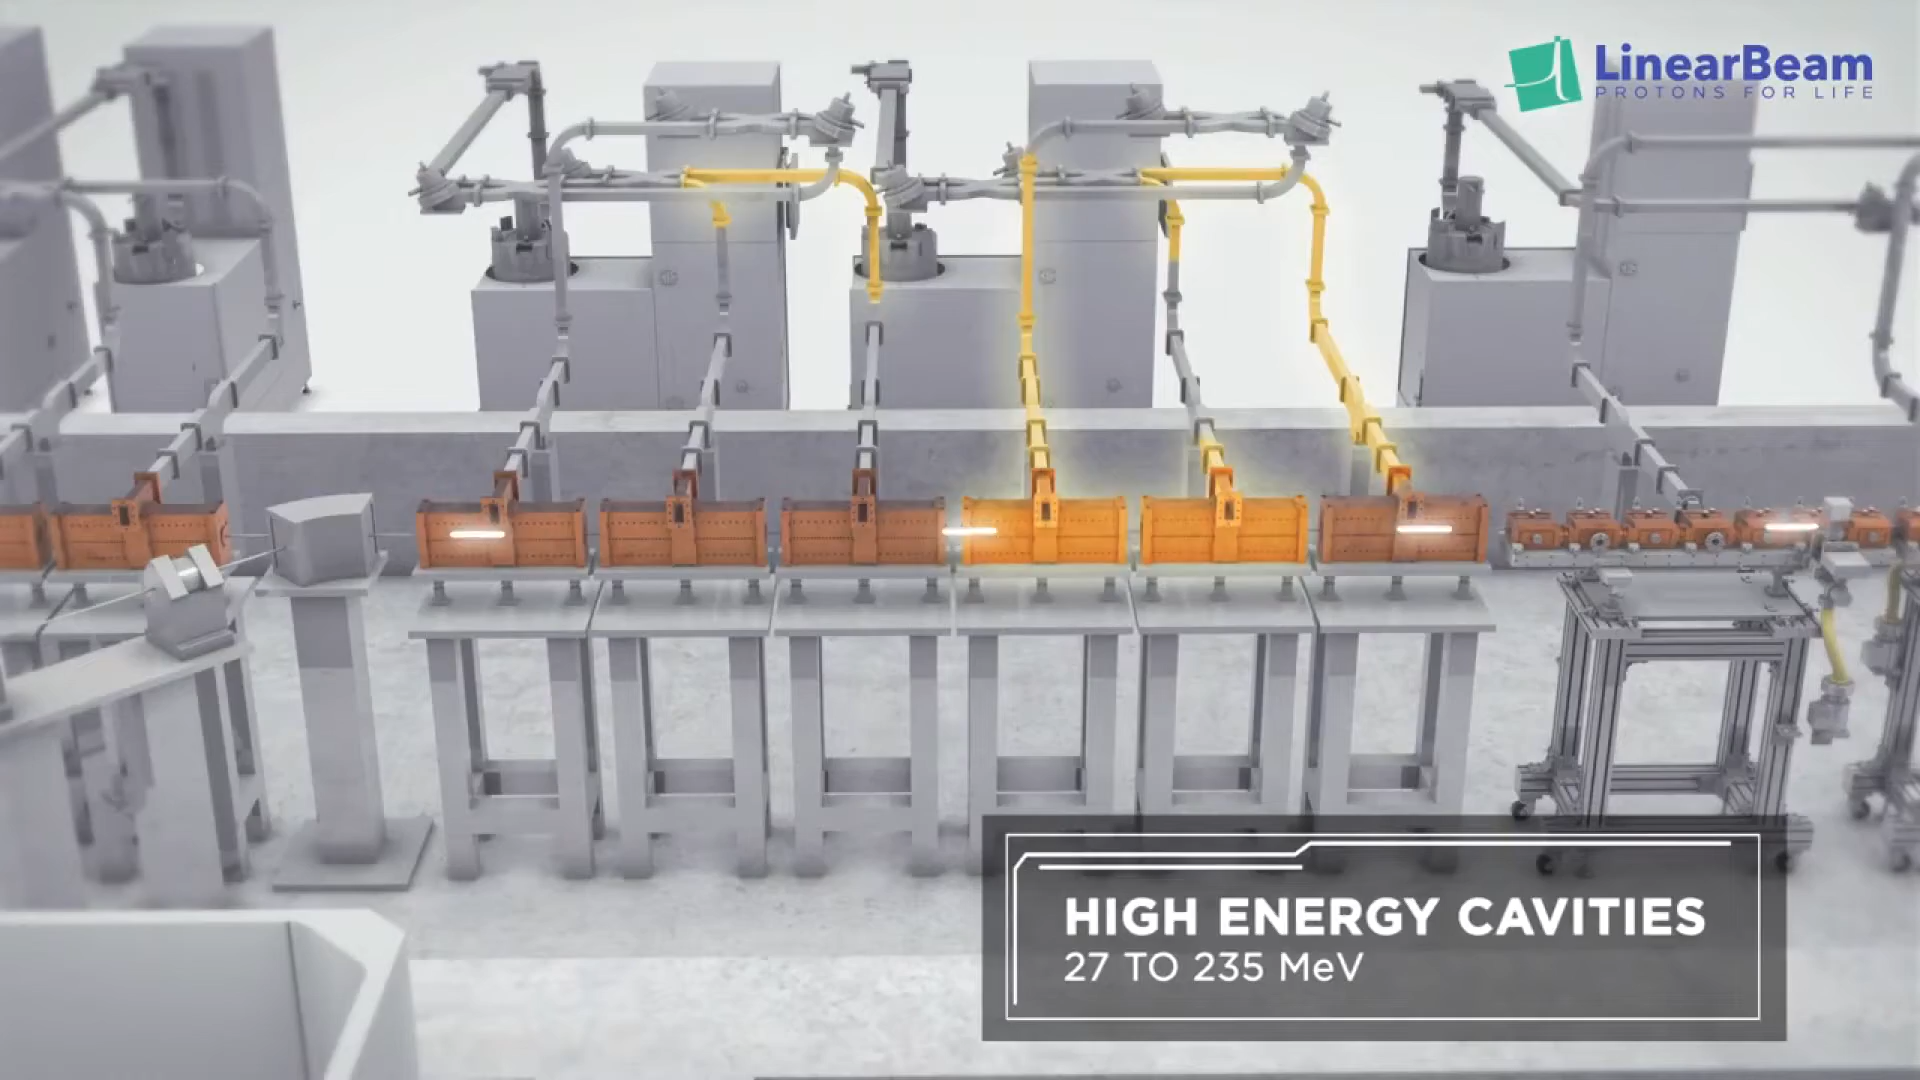 LinearBeam
PROTONS FOR LIFE
HIGH ENERGY CAVITIES
27 TO 235 MeV